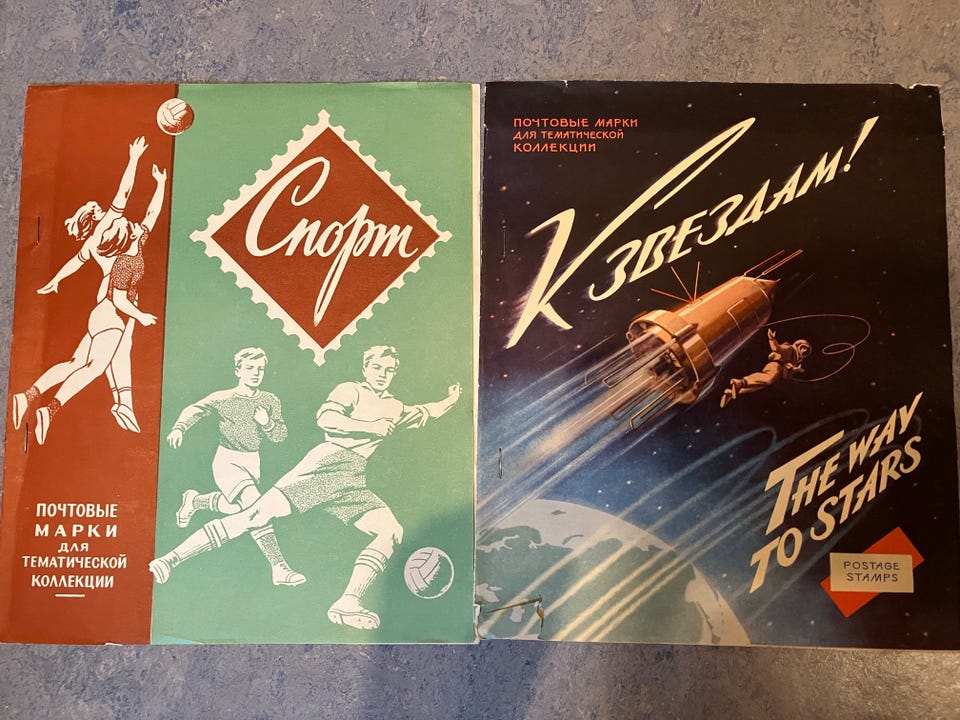 Спорт
ПОЧТОВЫЕ
МАРКИ
ДЛЯ
ТЕМАТИЧЕСКОЙ
КОЛЛЕКЦИИ
ПОЧТОВЫЕ МАРКИ
ДЛЯ ТЕМАТИЧЕСКОЙ
КОЛЛЕКЦИИ
К ЗВЕЗДАМ!
THE WAY
TO STARS
POSTAGE
STAMPS